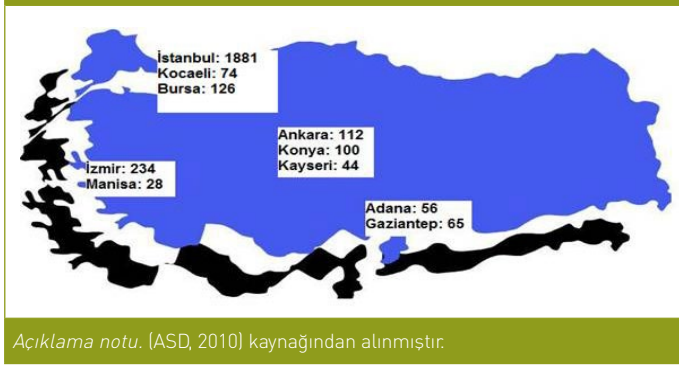 İstanbul: 1881
Kocaeli: 74
Bursa: 126
Ankara: 112
Konya: 100
Kayseri: 44
İzmir: 234
Manisa: 28
Adana: 56
Gaziantep: 65
Açıklama notu. (ASD, 2010) kaynağından alınmıştır.